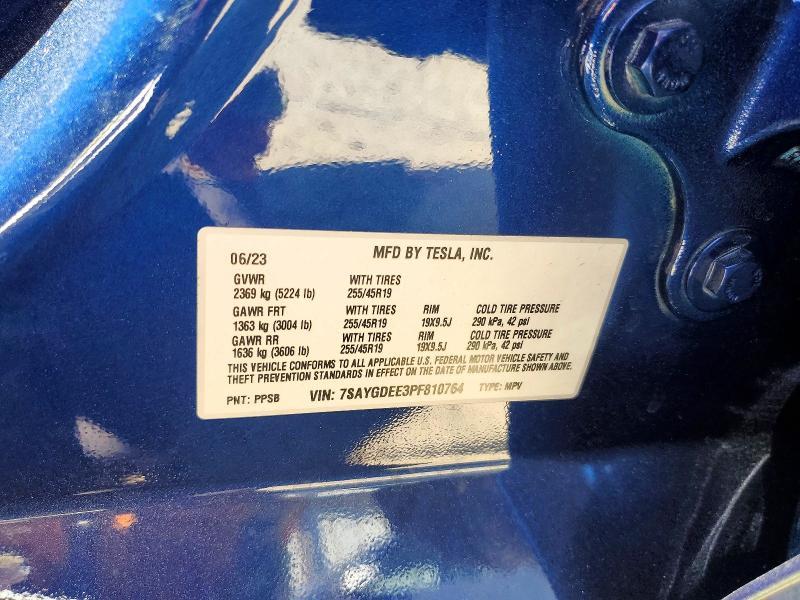 06/23 MFD BY TESLA, INC.
GVWR WITH TIRES
2369 kg (5224 lb) 255/45R19
GAWR FRT WITH TIRES RIM COLD TIRE PRESSURE
1363 kg (3004 lb) 255/45R19 19X9.5J 290 kPa, 42 psi
GAWR RR WITH TIRES RIM COLD TIRE PRESSURE
1636 kg (3606 lb) 255/45R19 19X9.5J 290 kPa, 42 psi
THIS VEHICLE CONFORMS TO ALL APPLICABLE U.S. FEDERAL MOTOR VEHICLE SAFETY AND
THEFT PREVENTION STANDARDS IN EFFECT ON THE DATE OF MANUFACTURE SHOWN ABOVE.
PNT: PPSB VIN: 7SAYGDEE3PF810764 TYPE: MPV